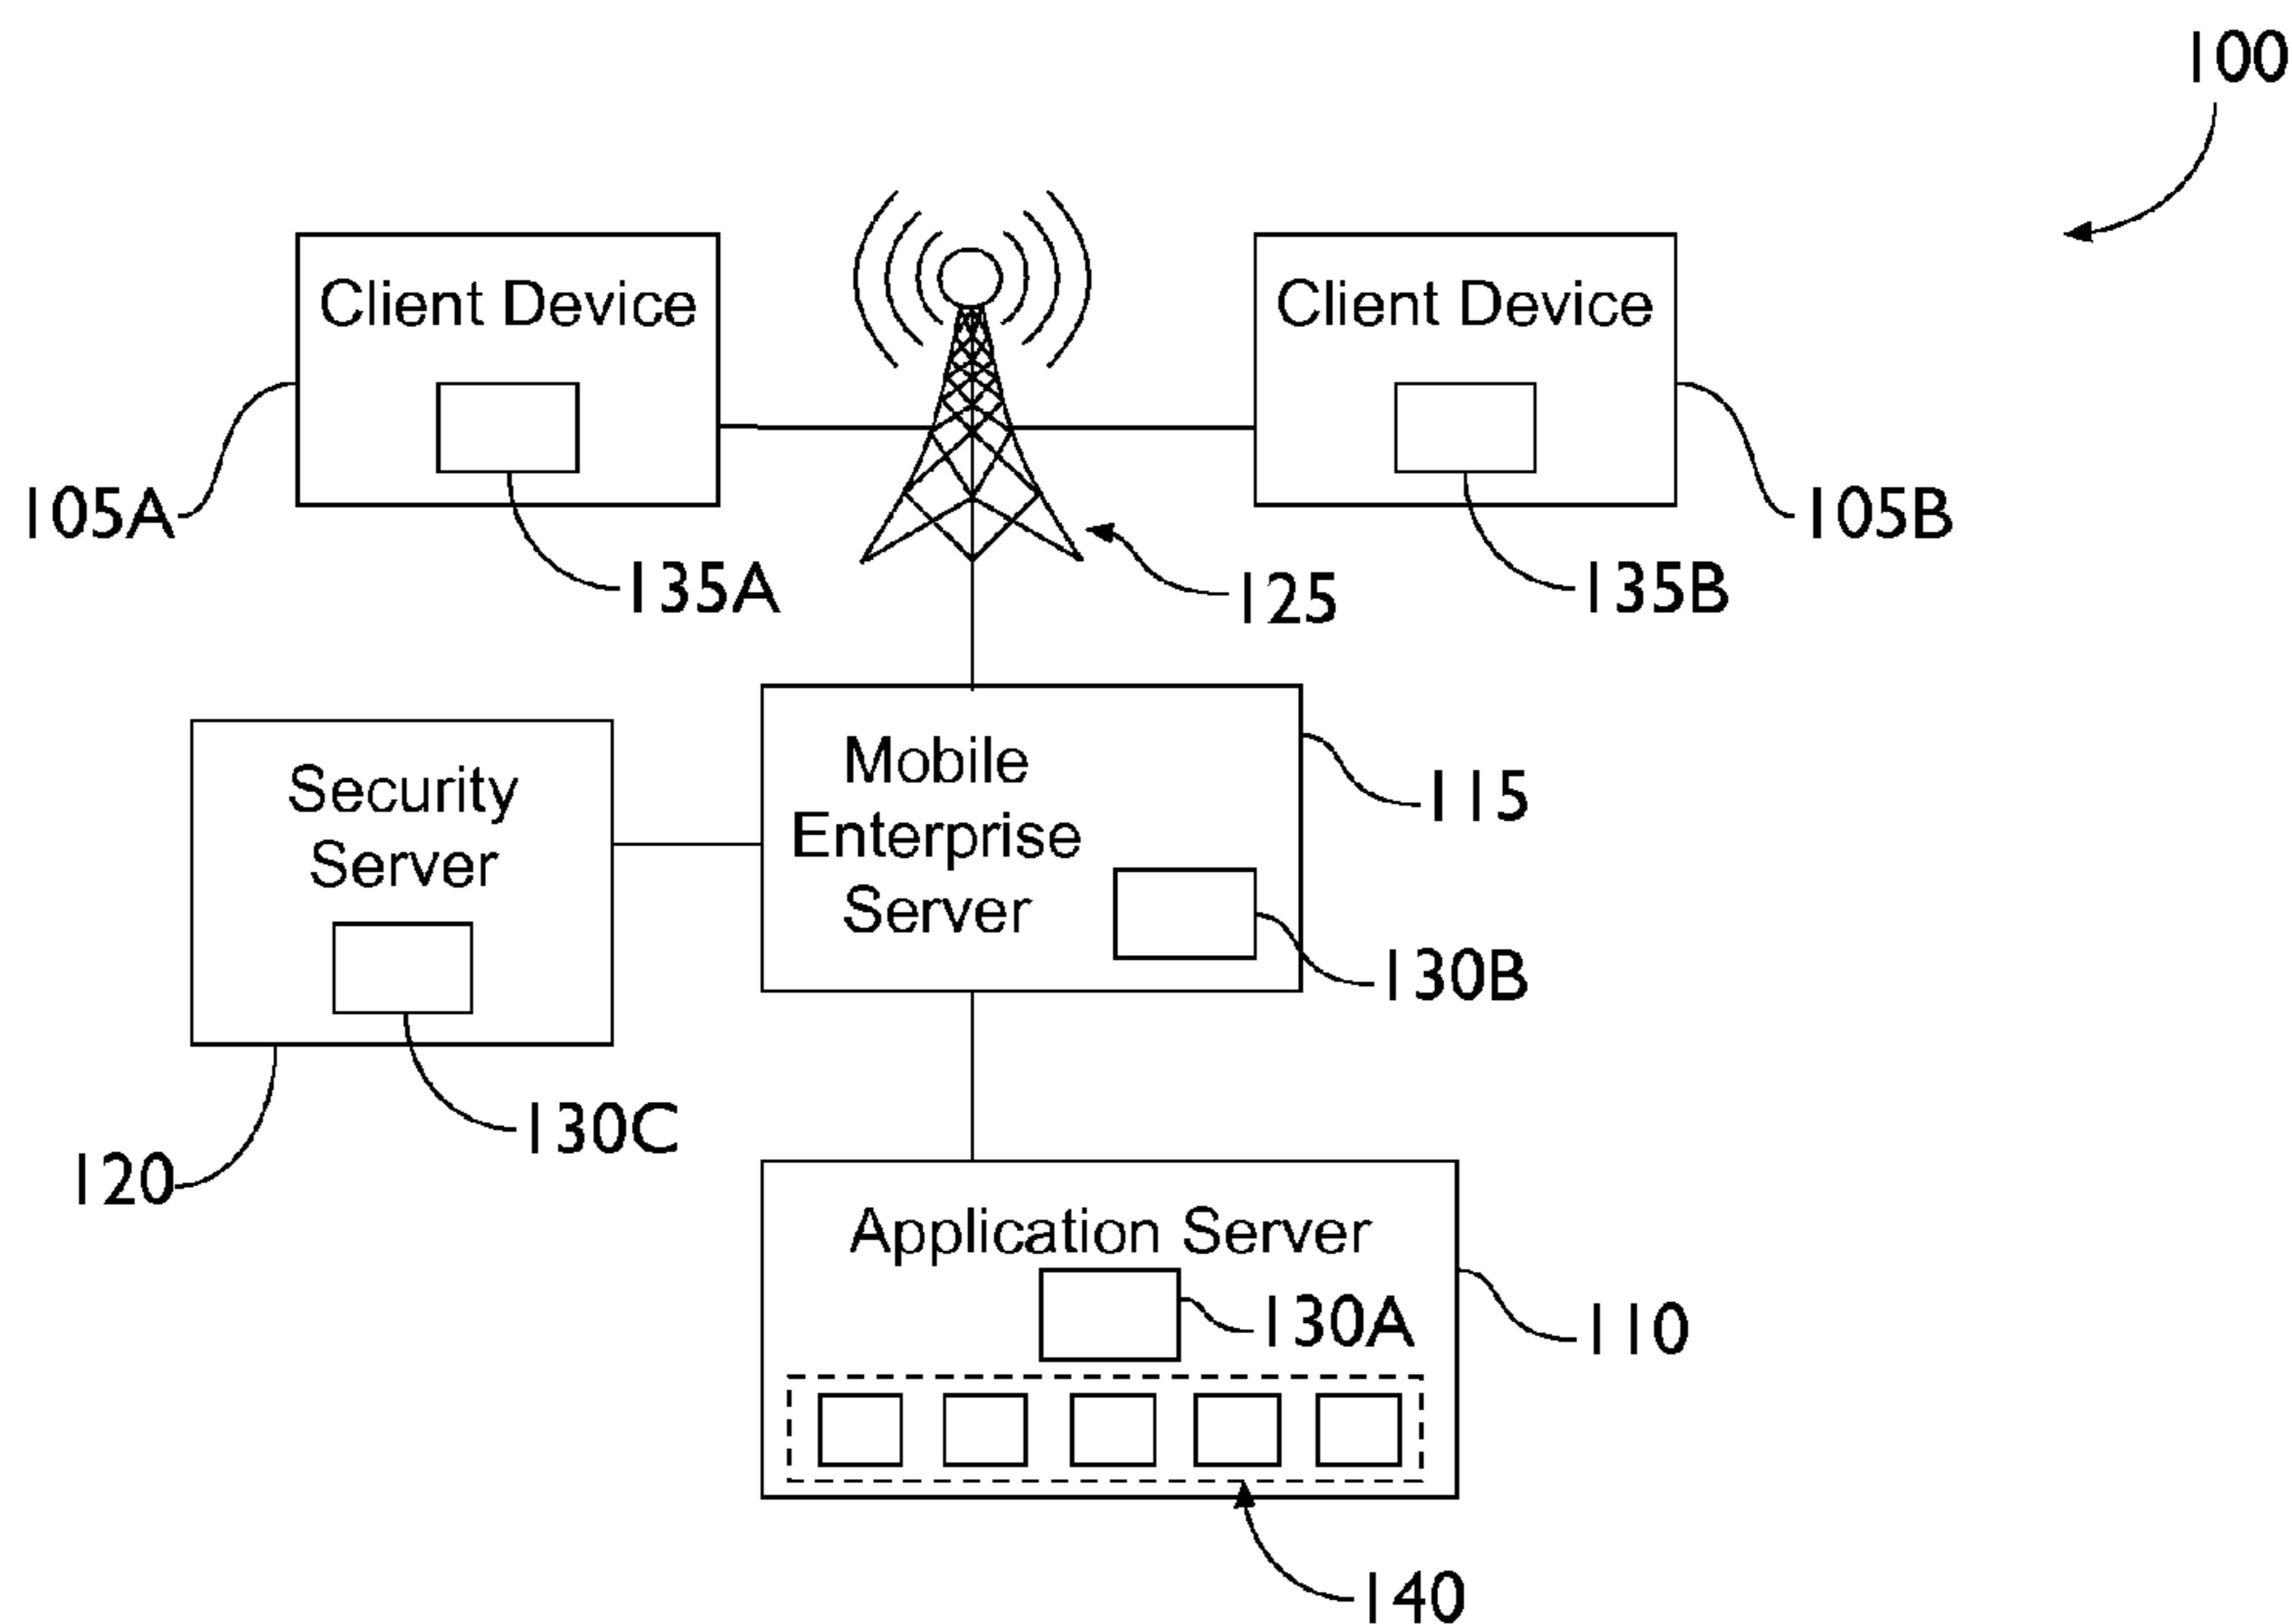 100
Client Device
Client Device
105A
135A
125
135B
105B
Security
Server
Mobile
Enterprise
Server
115
130B
130C
120
Application Server
130A
110
140